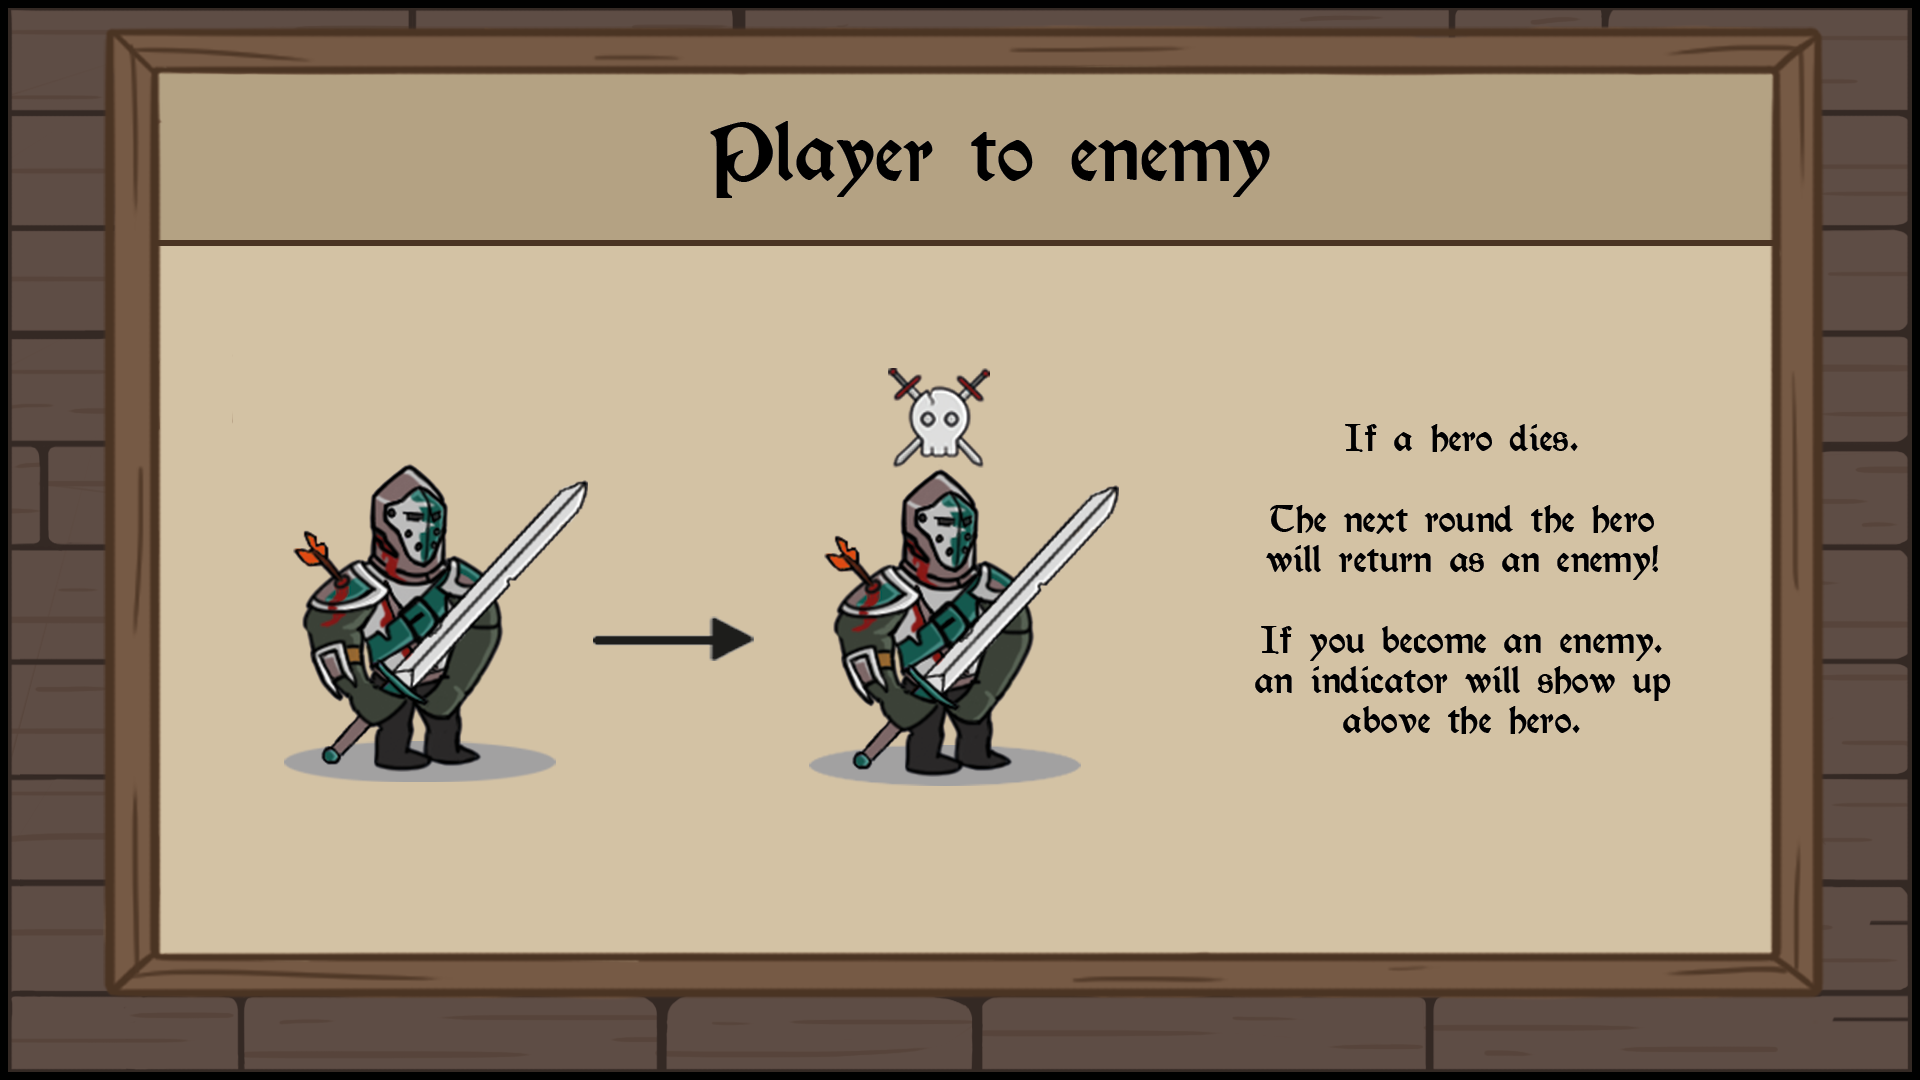 Player to enemy
If a hero dies.
The next round the hero
will return as an enemy!
If you become an enemy.
an indicator will show up
above the hero.